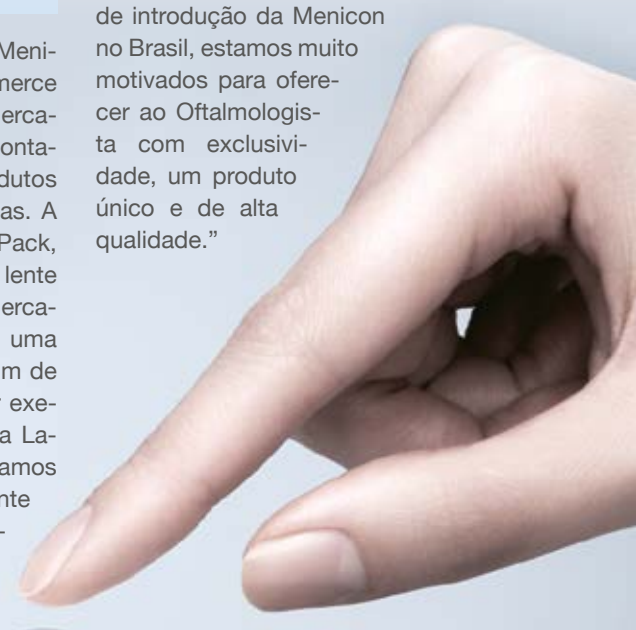 Meni-
merce
erca-
onta-
dutos
as. A
Pack,
lente
erca-
uma
m de
exe-
a La-
amos
nte
-
de introdução da Menicon
no Brasil, estamos muito
motivados para ofere-
cer ao Oftalmologis-
ta com exclusivi-
dade, um produto
único e de alta
qualidade.”